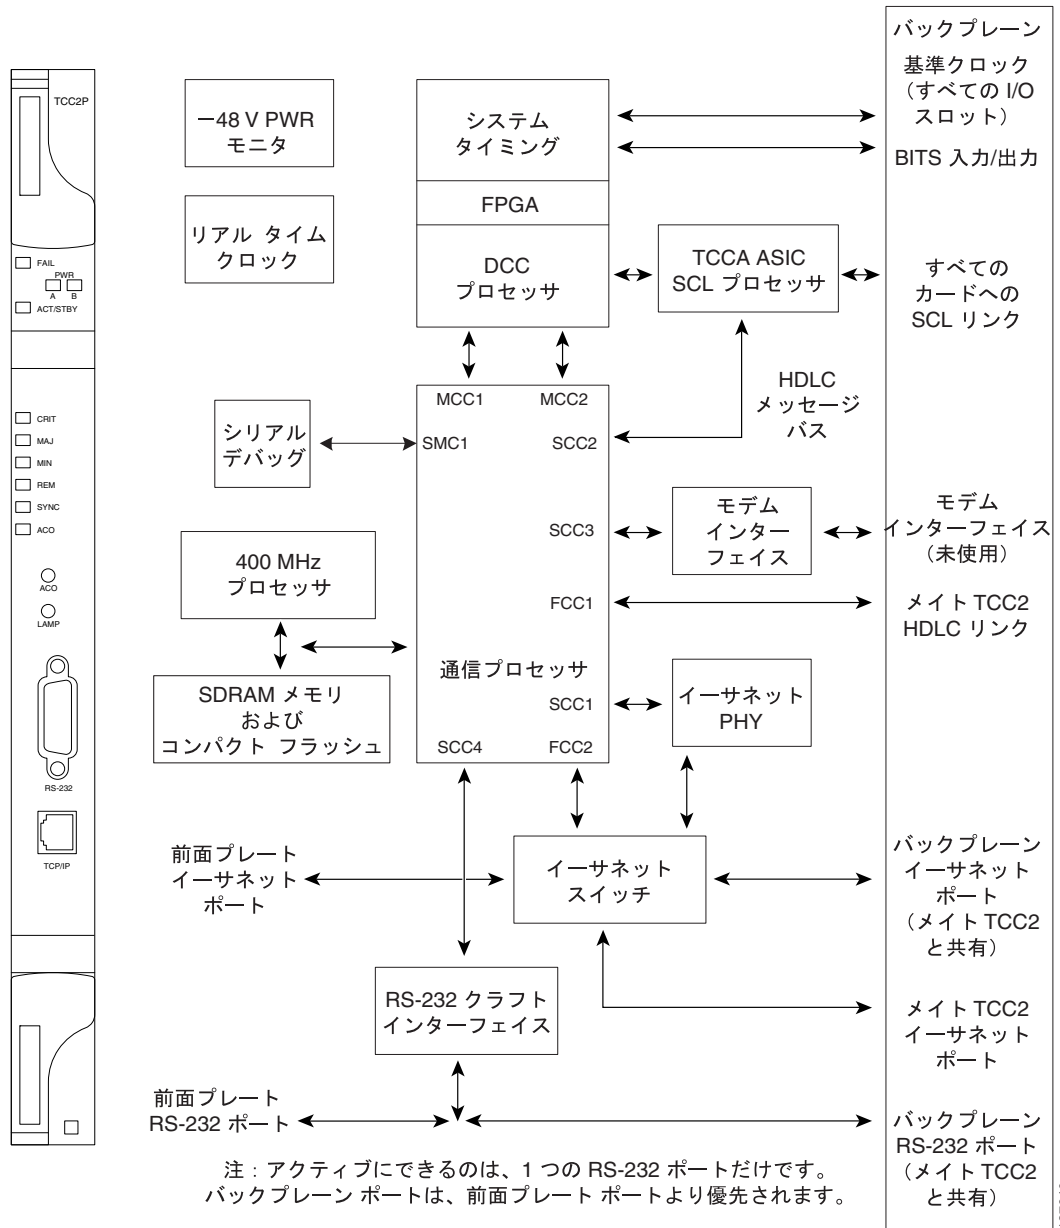 TCC2P
FAIL
PWR
A B
ACT/STBY
CRIT
MAJ
MIN
REM
SYNC
ACO
ACO
LAMP
RS-232
TCP/IP
−48 V PWR
モニタ
リアル タイム
クロック
システム
タイミング
FPGA
DCC
プロセッサ
TCCA ASIC
SCL プロセッサ
HDLC
メッセージ
バス
MCC1 MCC2
シリアル
デバッグ
SMC1
SCC2
SCC3
モデム
インター
フェイス
400 MHz
プロセッサ
FCC1
通信プロセッサ
SDRAM メモリ
および
コンパクト フラッシュ
SCC1
イーサネット
PHY
SCC4 FCC2
前面プレート
イーサネット
ポート
イーサネット
スイッチ
RS-232 クラフト
インターフェイス
前面プレート
RS-232 ポート
バックプレーン
基準クロック
（すべての I/O
スロット）
BITS 入力/出力
すべての
カードへの
SCL リンク
モデム
インターフェイス
（未使用）
メイト TCC2
HDLC リンク
バックプレーン
イーサネット
ポート
（メイト TCC2
と共有）
メイト TCC2
イーサネット
ポート
バックプレーン
RS-232 ポート
（メイト TCC2
と共有）
注：アクティブにできるのは、1 つの RS-232 ポートだけです。
バックプレーン ポートは、前面プレート ポートより優先されます。